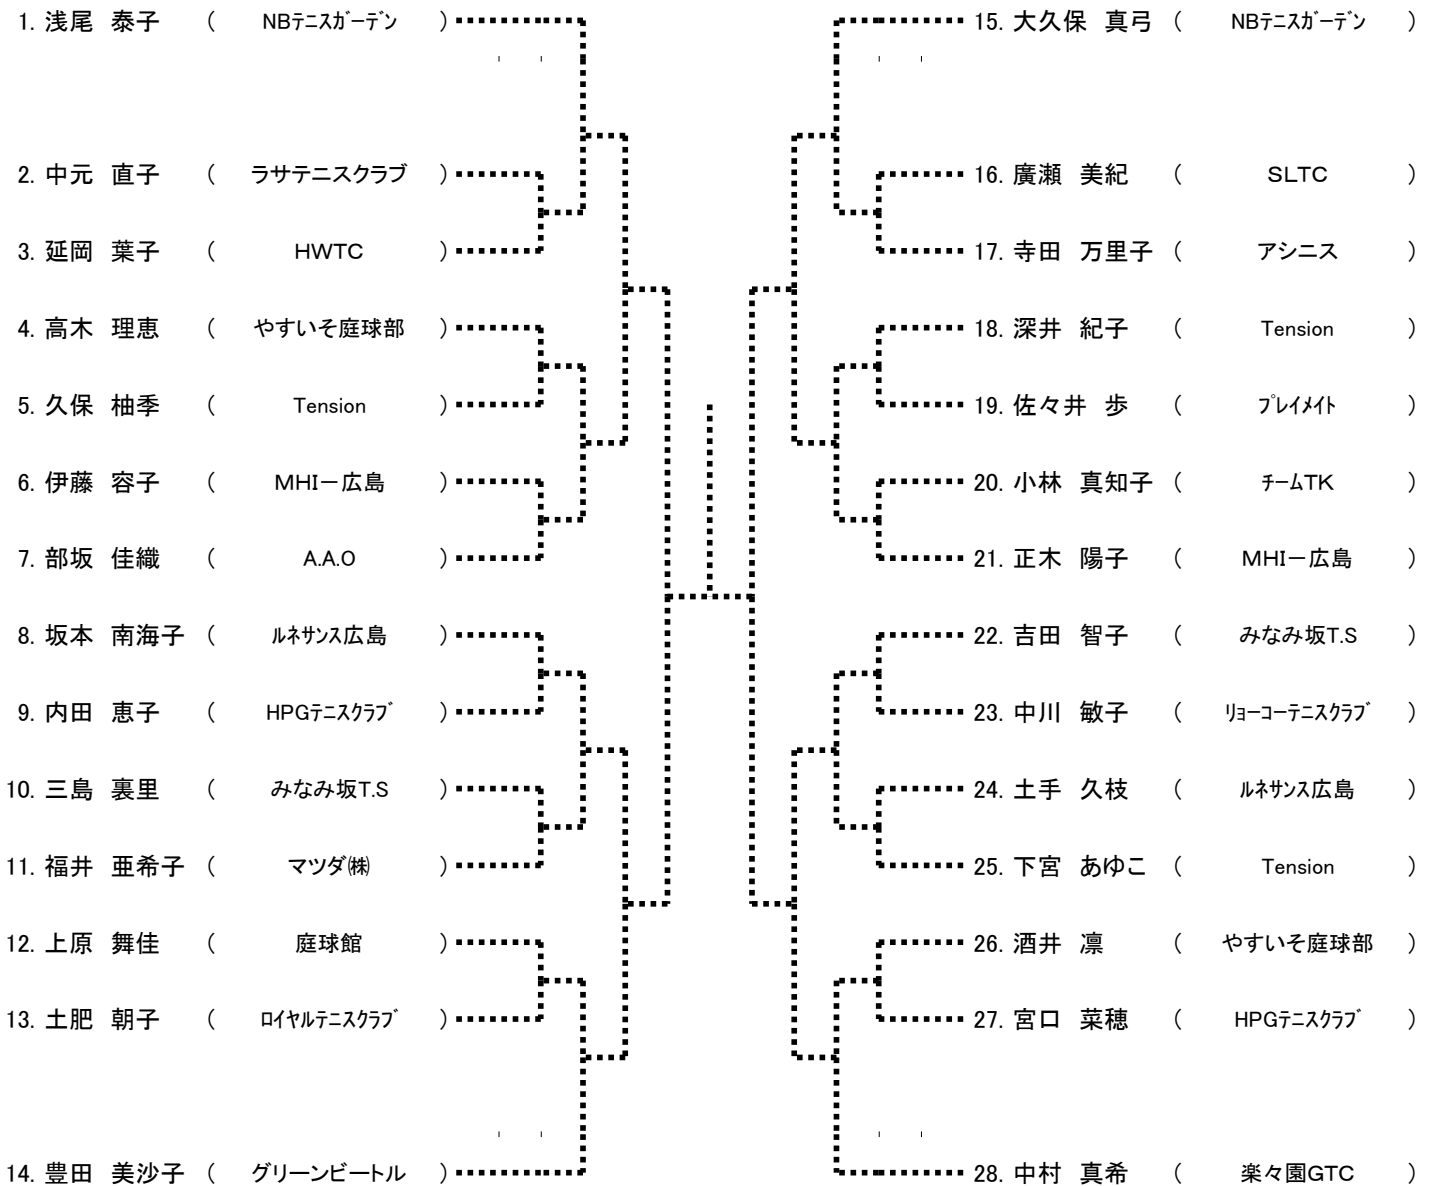 1. 浅尾 泰子 ( NBﾃﾆｽｶﾞｰﾃﾞﾝ )
2. 中元 直子 ( ラサテニスクラブ )
3. 延岡 葉子 ( HWTC )
4. 高木 理恵 ( やすいそ庭球部 )
5. 久保 柚季 ( Tension )
6. 伊藤 容子 ( MHI－広島 )
7. 部坂 佳織 ( A.A.O )
8. 坂本 南海子 ( ﾙﾈｻﾝｽ広島 )
9. 内田 恵子 ( HPGﾃﾆｽｸﾗﾌﾞ )
10. 三島 裏里 ( みなみ坂T.S )
11. 福井 亜希子 ( マツダ㈱ )
12. 上原 舞佳 ( 庭球館 )
13. 土肥 朝子 ( ﾛｲﾔﾙﾃﾆｽｸﾗﾌﾞ )
14. 豊田 美沙子 ( グリーンビートル )
15. 大久保 真弓 ( NBﾃﾆｽｶﾞｰﾃﾞﾝ )
16. 廣瀬 美紀 ( SLTC )
17. 寺田 万里子 ( アシニス )
18. 深井 紀子 ( Tension )
19. 佐々井 歩 ( ﾌﾟﾚｲﾒｲﾄ )
20. 小林 真知子 ( ﾁｰﾑTK )
21. 正木 陽子 ( MHI－広島 )
22. 吉田 智子 ( みなみ坂T.S )
23. 中川 敏子 ( ﾘｮｰｺｰﾃﾆｽｸﾗﾌﾞ )
24. 土手 久枝 ( ﾙﾈｻﾝｽ広島 )
25. 下宮 あゆこ ( Tension )
26. 酒井 凛 ( やすいそ庭球部 )
27. 宮口 菜穂 ( HPGﾃﾆｽｸﾗﾌﾞ )
28. 中村 真希 ( 楽々園GTC )